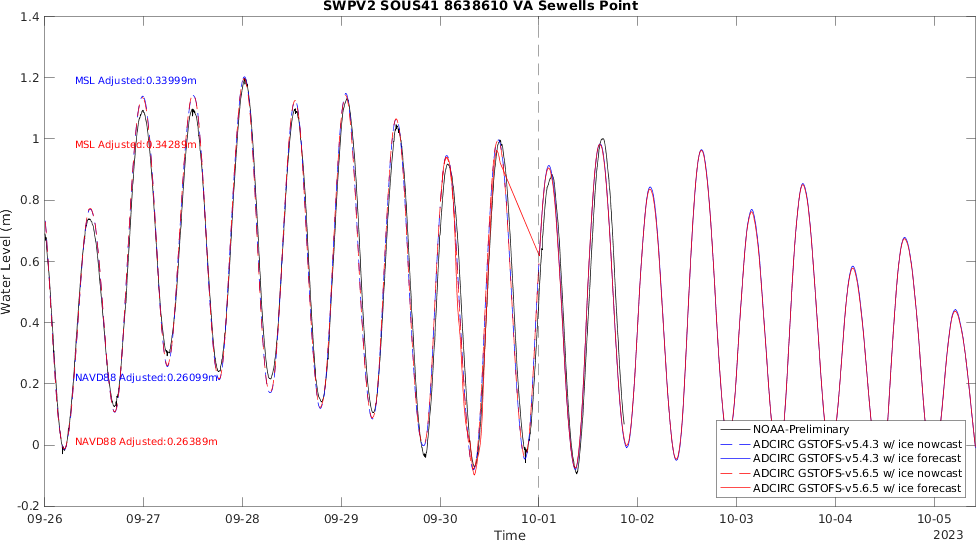 SWPV2 SOUS41 8638610 VA Sewells Point
1.4
1.2
1
0.8
0.6
0.4
0.2
0
-0.2
Water Level (m)
MSL Adjusted:0.33999m
MSL Adjusted:0.34289m
NAVD88 Adjusted:0.26099m
NAVD88 Adjusted:0.26389m
NOAA-Preliminary
ADCIRC GSTOFS-v5.4.3 w/ ice nowcast
ADCIRC GSTOFS-v5.4.3 w/ ice forecast
ADCIRC GSTOFS-v5.6.5 w/ ice nowcast
ADCIRC GSTOFS-v5.6.5 w/ ice forecast
09-26 09-27 09-28 09-29 09-30 10-01 10-02 10-03 10-04 10-05
Time
2023